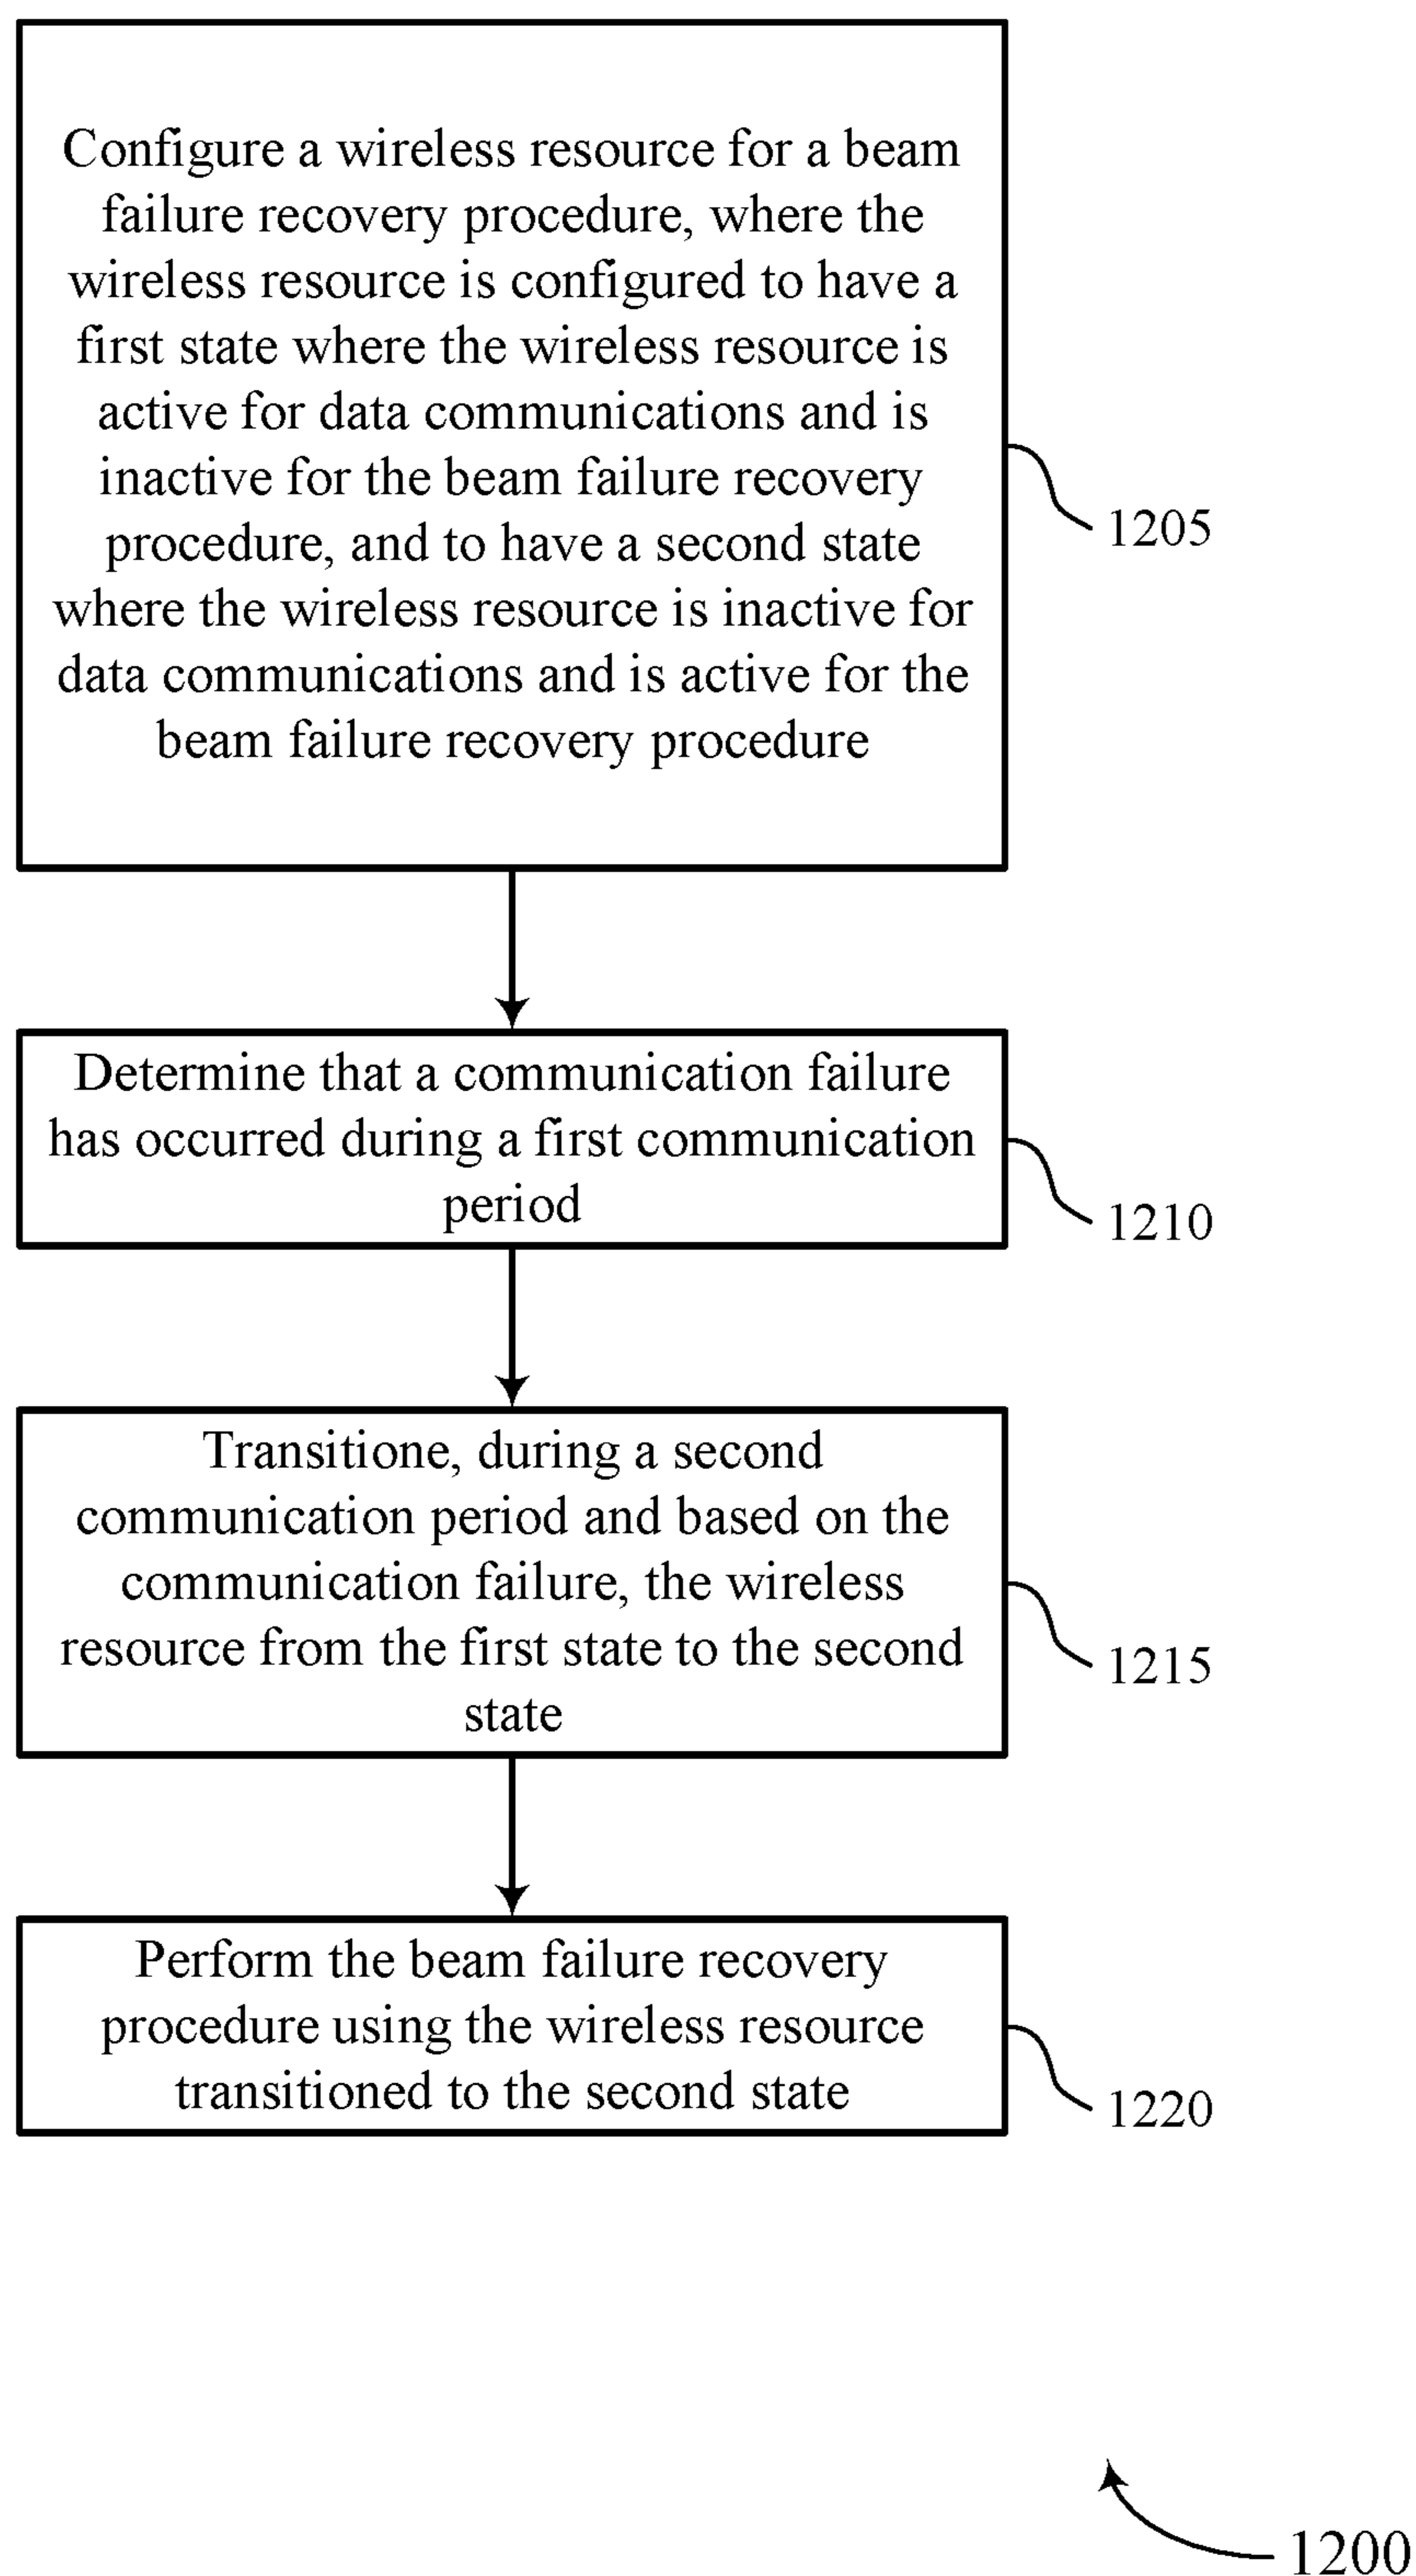 Configure a wireless resource for a beam
failure recovery procedure, where the
wireless resource is configured to have a
first state where the wireless resource is
active for data communications and is
inactive for the beam failure recovery
procedure, and to have a second state
where the wireless resource is inactive for
data communications and is active for the
beam failure recovery procedure
1205
Determine that a communication failure
has occurred during a first communication
period
1210
Transitione, during a second
communication period and based on the
communication failure, the wireless
resource from the first state to the second
state
1215
Perform the beam failure recovery
procedure using the wireless resource
transitioned to the second state
1220
1200